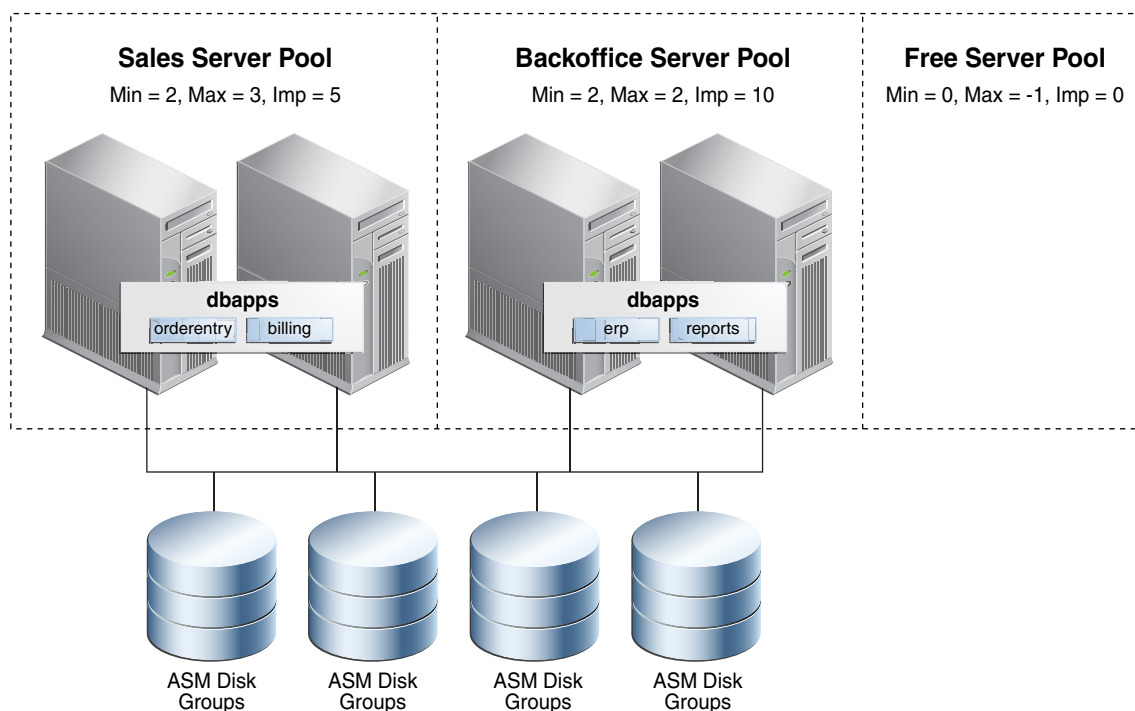 Sales Server Pool
Min = 2, Max = 3, Imp = 5
Backoffice Server Pool
Min = 2, Max = 2, Imp = 10
Free Server Pool
Min = 0, Max = -1, Imp = 0
dbapps
orderentry
billing
dbapps
erp
reports
ASM Disk
Groups
ASM Disk
Groups
ASM Disk
Groups
ASM Disk
Groups